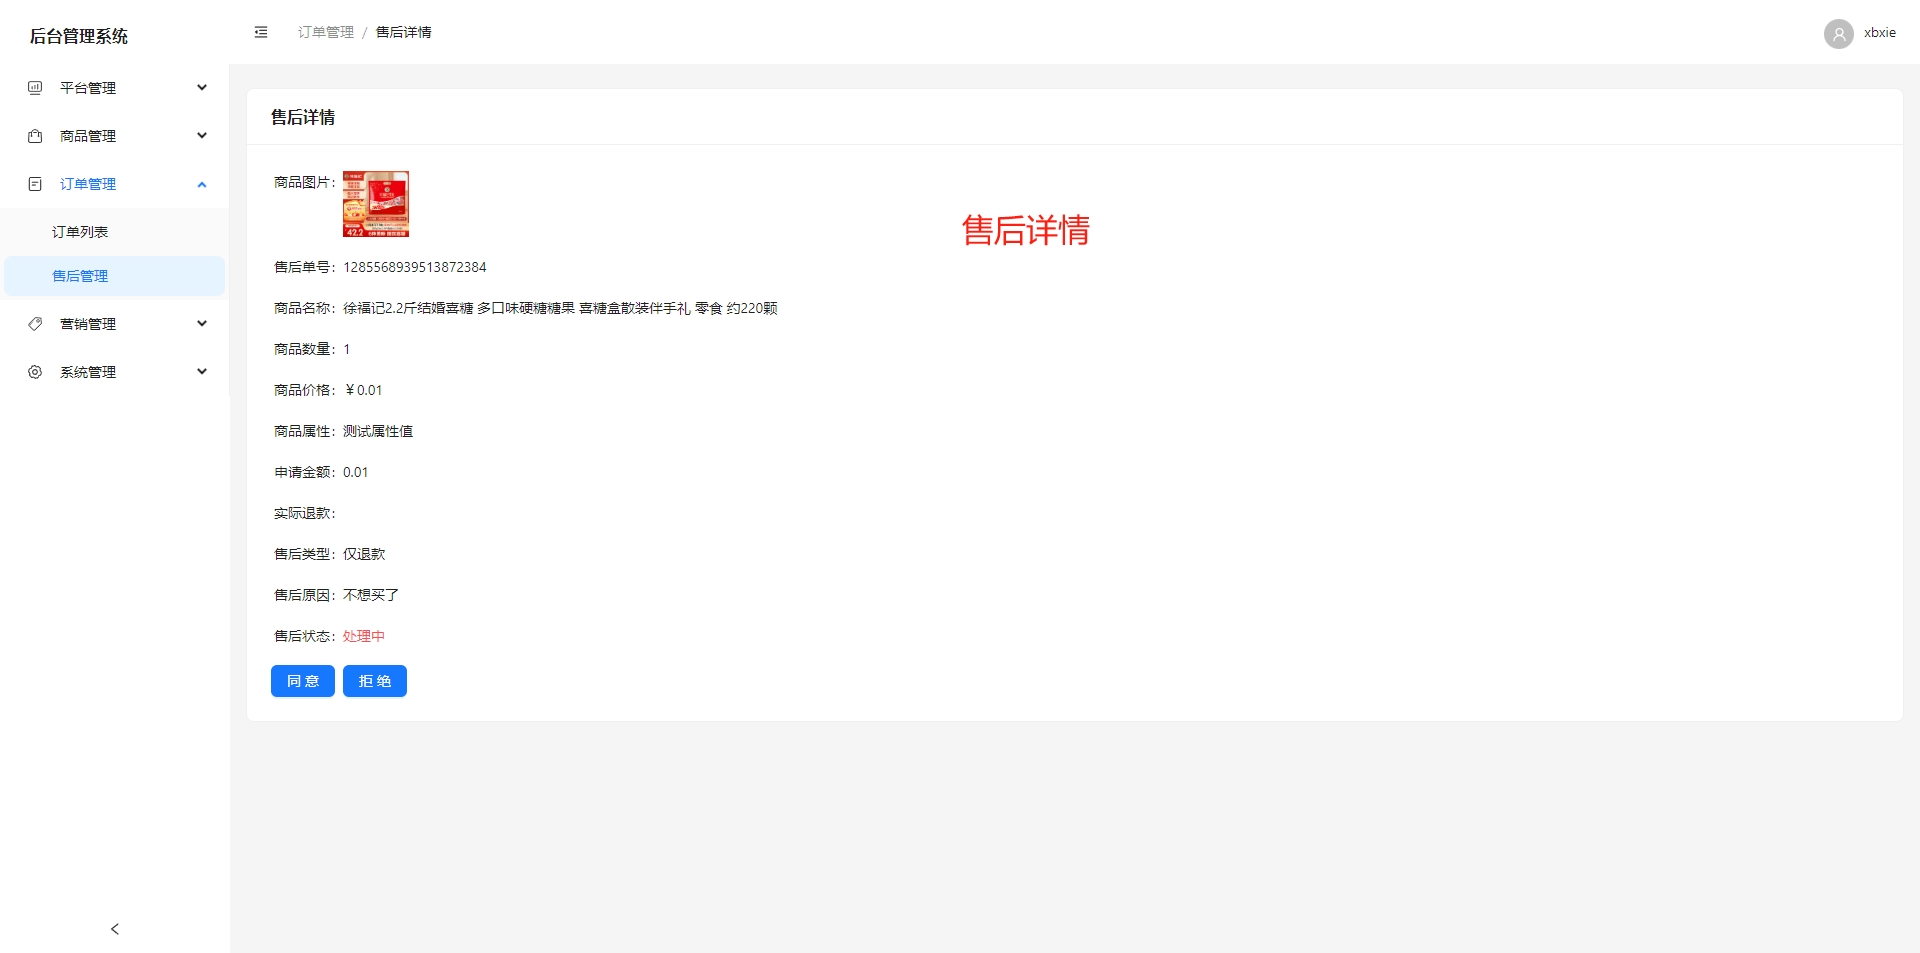 后台管理系统
订单管理 / 售后详情
xbxie
平台管理
商品管理
订单管理
订单列表
售后管理
营销管理
系统管理
售后详情
商品图片：
42.2
售后详情
售后单号：1285568939513872384
商品名称：徐福记2.2斤结婚喜糖 多口味硬糖糖果 喜糖盒散装伴手礼 零食 约220颗
商品数量：1
商品价格：￥0.01
商品属性：测试属性值
申请金额：0.01
实际退款：
售后类型：仅退款
售后原因：不想买了
售后状态：处理中
同 意
拒 绝